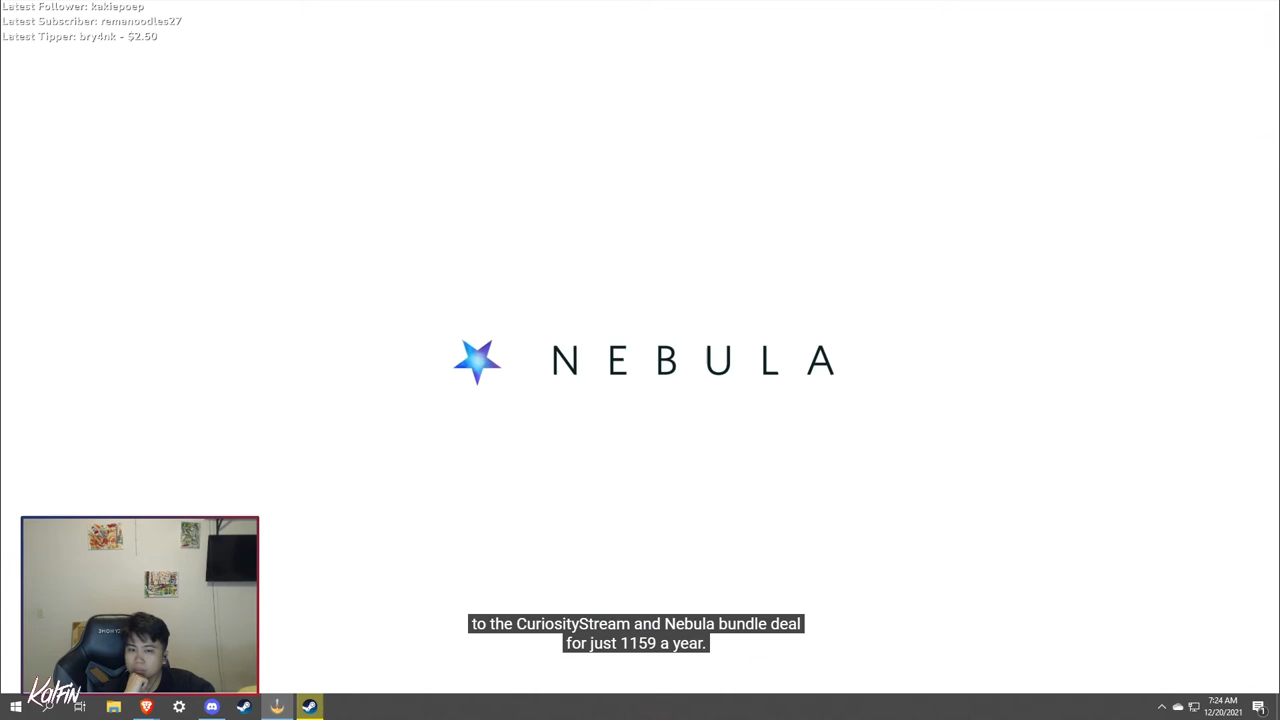 Latest Follower: kakiepoep
Latest Subscriber: remanoodles27
Latest Tipper: bry4nk - $2.50
NEBULA
to the CuriosityStream and Nebula bundle deal
for just 1159 a year.
7:24 AM
12/20/2021